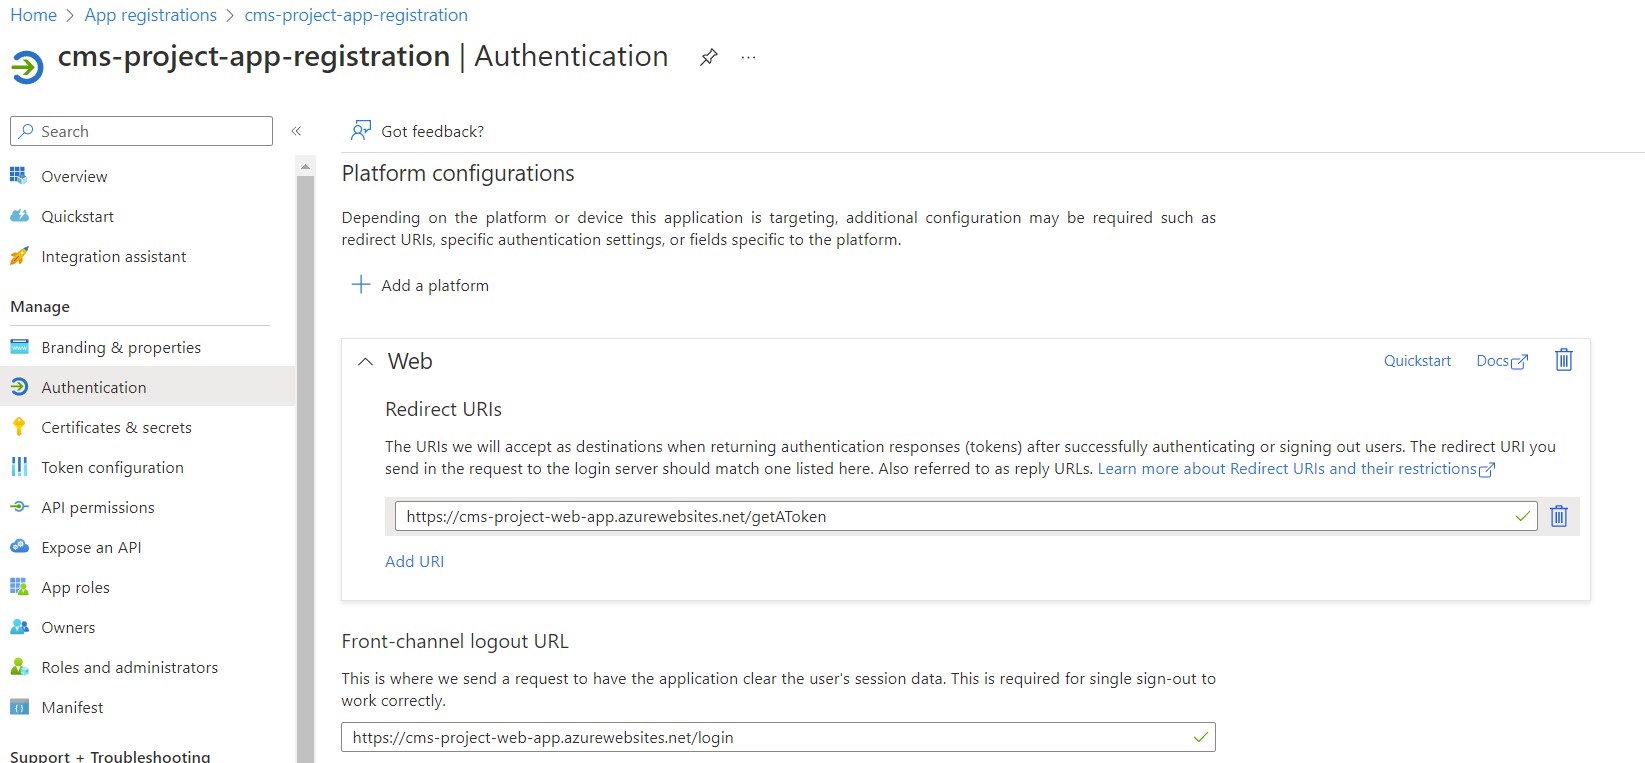 Home > App registrations > cms-project-app-registration
cms-project-app-registration | Authentication
Search
Got feedback?
Overview
Quickstart
Integration assistant
Manage
Branding & properties
Authentication
Certificates & secrets
Token configuration
API permissions
Expose an API
App roles
Owners
Roles and administrators
Manifest
Support + Troubleshooting
Platform configurations
Depending on the platform or device this application is targeting, additional configuration may be required such as
redirect URIs, specific authentication settings, or fields specific to the platform.
Add a platform
Web
Quickstart Docs
Redirect URIs
The URIs we will accept as destinations when returning authentication responses (tokens) after successfully authenticating or signing out users. The redirect URI you
send in the request to the login server should match one listed here. Also referred to as reply URLs. Learn more about Redirect URIs and their restrictions
https://cms-project-web-app.azurewebsites.net/getAToken
Add URI
Front-channel logout URL
This is where we send a request to have the application clear the user's session data. This is required for single sign-out to
work correctly.
https://cms-project-web-app.azurewebsites.net/login